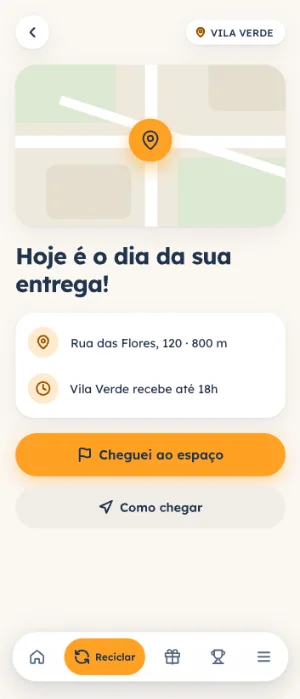 VILA VERDE
Hoje é o dia da sua
entrega!
Rua das Flores, 120 · 800 m
Vila Verde recebe até 18h
Cheguei ao espaço
Como chegar
Reciclar